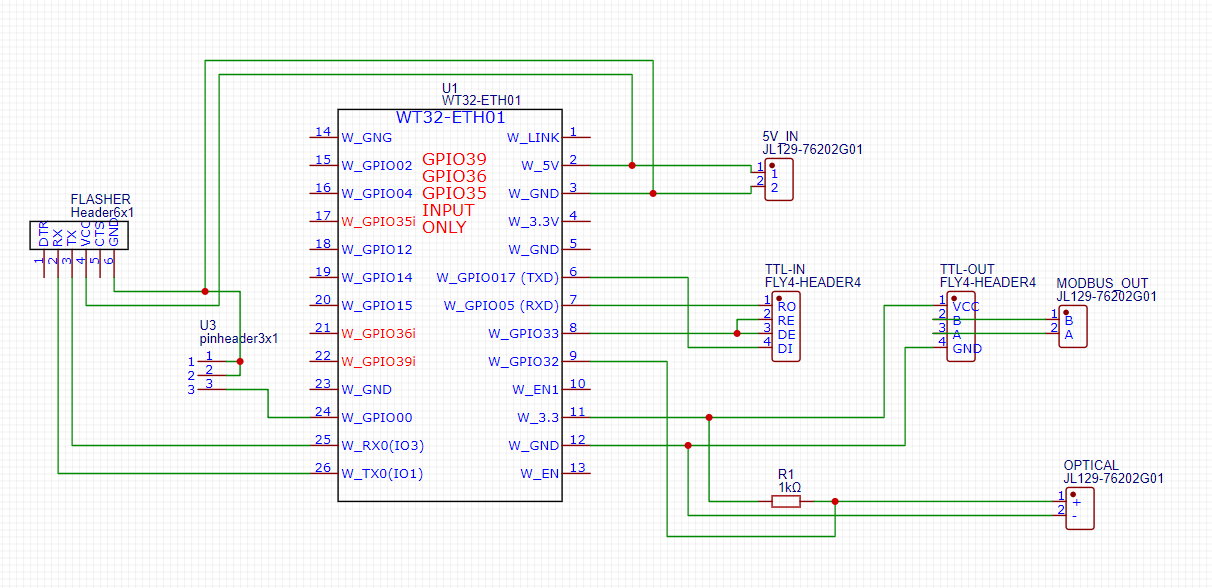 U1
WT32-ETH01
WT32-ETH01
14 W_GNG
15 W_GPIO02
16 W_GPIO04
17 W_GPIO35i
18 W_GPIO12
19 W_GPIO14
20 W_GPIO15
21 W_GPIO36i
22 W_GPIO39i
23 W_GND
24 W_GPIO00
25 W_RX0(IO3)
26 W_TX0(IO1)
GPIO39
GPIO36
GPIO35
INPUT
ONLY
W_LINK 1
W_5V 2
W_GND 3
W_3.3V 4
W_GND 5
W_GPIO017 (TXD) 6
W_GPIO05 (RXD) 7
W_GPIO33 8
W_GPIO32 9
W_EN1 10
W_3.3 11
W_GND 12
W_EN 13
FLASHER
Header6x1
DTR 1
RX 2
TX 3
VCC 4
CTS 5
GND 6
U3
pinheader3x1
1 1
2 2
3 3
5V_IN
JL129-76202G01
1 1
2 2
TTL-IN
FLY4-HEADER4
1 RO
2 RE
3 DE
4 DI
TTL-OUT
FLY4-HEADER4
1 VCC
2 B
3 A
4 GND
MODBUS_OUT
JL129-76202G01
1 B
2 A
R1
1kΩ
OPTICAL
JL129-76202G01
1 +
2 -